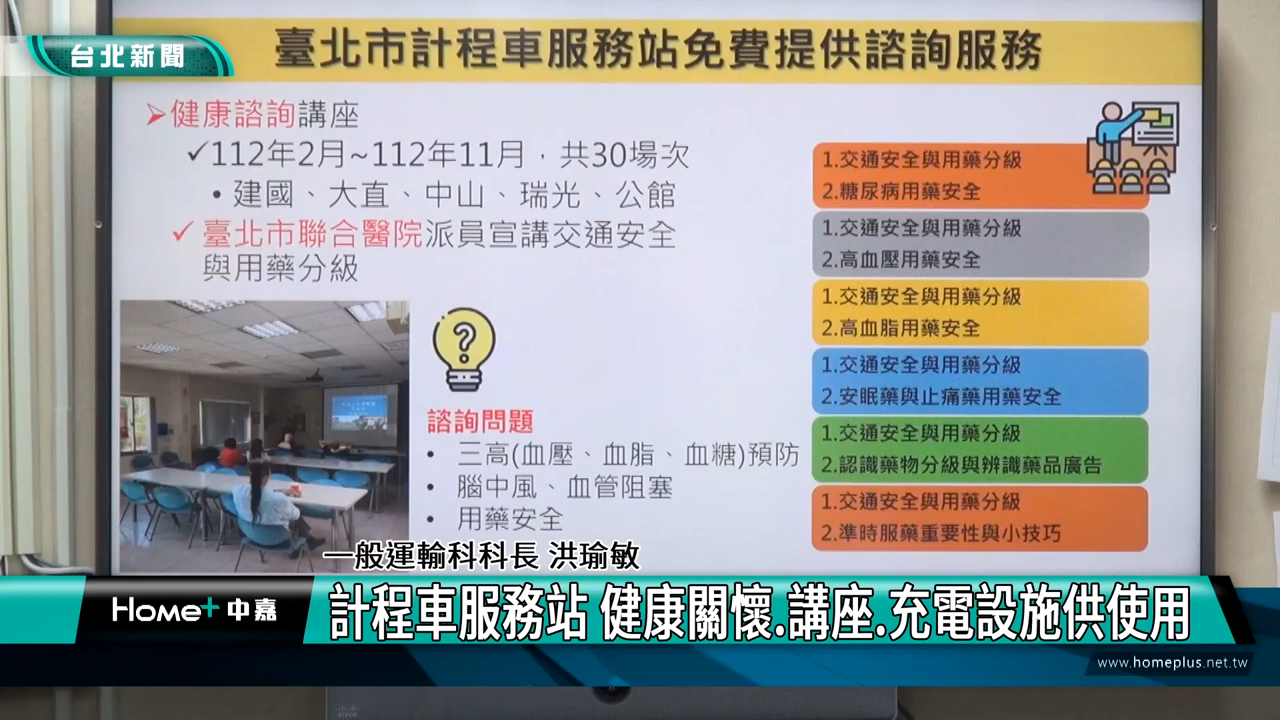 台北新聞
臺北市計程車服務站免費提供諮詢服務
➢健康諮詢講座
✓112年2月~112年11月，共30場次
•建國、大直、中山、瑞光、公館
✓臺北市聯合醫院派員宣講交通安全
與用藥分級
諮詢問題
• 三高(血壓、血脂、血糖)預防
• 腦中風、血管阻塞
• 用藥安全
1.交通安全與用藥分級
2.糖尿病用藥安全
1.交通安全與用藥分級
2.高血壓用藥安全
1.交通安全與用藥分級
2.高血脂用藥安全
1.交通安全與用藥分級
2.安眠藥與止痛藥用藥安全
1.交通安全與用藥分級
2.認識藥物分級與辨識藥品廣告
1.交通安全與用藥分級
2.準時服藥重要性與小技巧
一般運輸科科長 洪瑜敏
Home+中嘉
計程車服務站 健康關懷.講座.充電設施供使用
www.homeplus.net.tw
CISCO